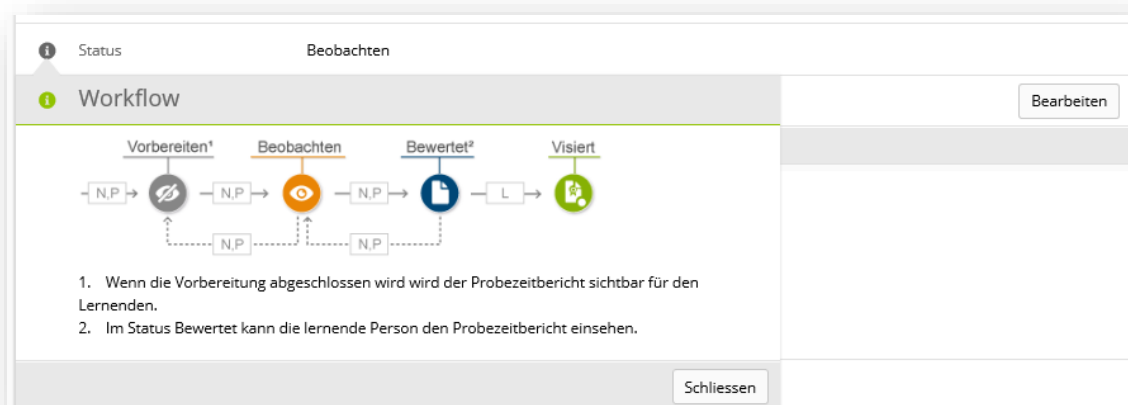 Status Beobachten
Workflow
Bearbeiten
Vorbereiten¹ Beobachten Bewertet² Visiert
N,P N,P N,P L
N,P N,P
1. Wenn die Vorbereitung abgeschlossen wird wird der Probezeitbericht sichtbar für den
Lernenden.
2. Im Status Bewertet kann die lernende Person den Probezeitbericht einsehen.
Schliessen